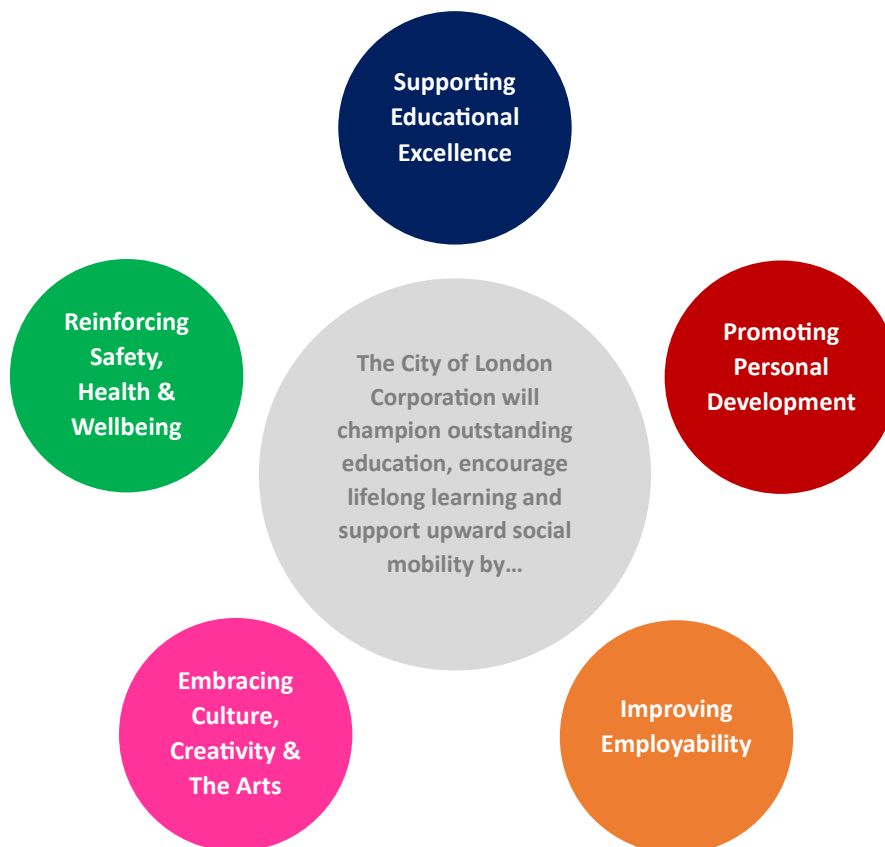 Supporting
Educational
Excellence
Promoting
Personal
Development
Improving
Employability
Embracing
Culture,
Creativity &
The Arts
Reinforcing
Safety,
Health &
Wellbeing
The City of London
Corporation will
champion outstanding
education, encourage
lifelong learning and
support upward social
mobility by…